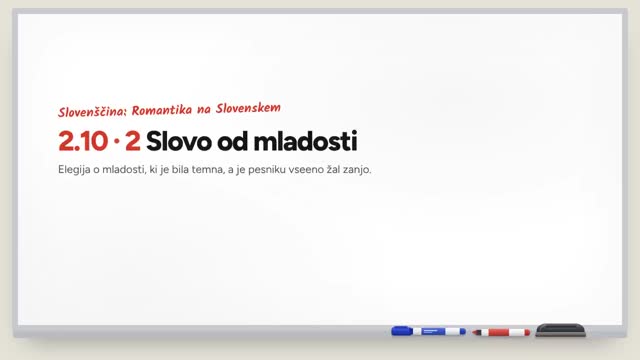 Slovenščina: Romantika na Slovenskem
2.10 · 2 Slovo od mladosti
Elegija o mladosti, ki je bila temna, a je pesniku vseeno žal zanjo.